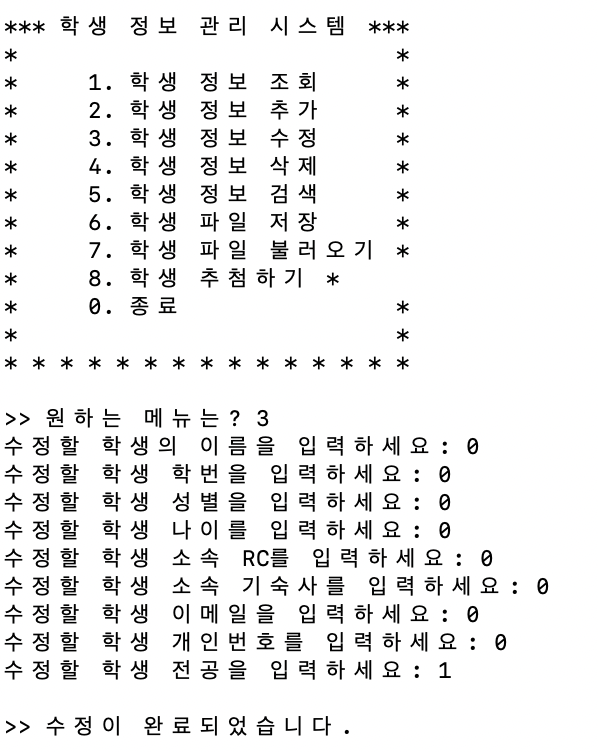 *** 학생 정보 관리 시스템 ***
*                           *
*     1. 학생 정보 조회     *
*     2. 학생 정보 추가     *
*     3. 학생 정보 수정     *
*     4. 학생 정보 삭제     *
*     5. 학생 정보 검색     *
*     6. 학생 파일 저장     *
*     7. 학생 파일 불러오기 *
*     8. 학생 추첨하기 *
*     0. 종료               *
*                           *
* * * * * * * * * * * * * * *
>> 원하는 메뉴는? 3
수정할 학생의 이름을 입력하세요: 0
수정할 학생 학번을 입력하세요: 0
수정할 학생 성별을 입력하세요: 0
수정할 학생 나이를 입력하세요: 0
수정할 학생 소속 RC를 입력하세요: 0
수정할 학생 소속 기숙사를 입력하세요: 0
수정할 학생 이메일을 입력하세요: 0
수정할 학생 개인번호를 입력하세요: 0
수정할 학생 전공을 입력하세요: 1
>> 수정이 완료되었습니다.